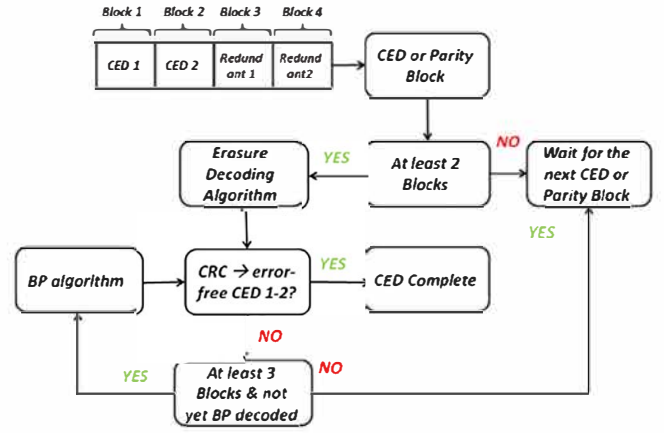 Block 1 Block 2 Block 3 Block 4
CED 1 CED 2 Redund
ant 1 Redund
ant2
CED or Parity
Block
Erasure
Decoding
Algorithm
YES
At least 2
Blocks
NO
Wait for the
next CED or
Parity Block
YES
BP algorithm
CRC → error-
free CED 1-2?
YES
CED Complete
NO
YES
At least 3
Blocks & not
yet BP decoded
NO